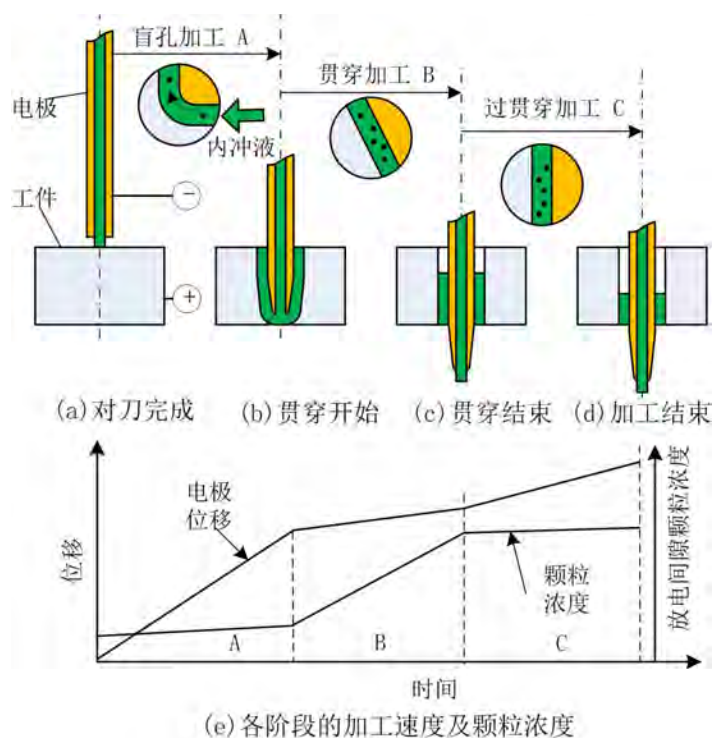 盲孔加工 A
贯穿加工 B
过贯穿加工 C
电极
内冲液
工件
−
+
(a)对刀完成
(b)贯穿开始
(c)贯穿结束
(d)加工结束
电极
位移
颗粒
浓度
位移
放电间隙颗粒浓度
A
B
C
时间
(e)各阶段的加工速度及颗粒浓度